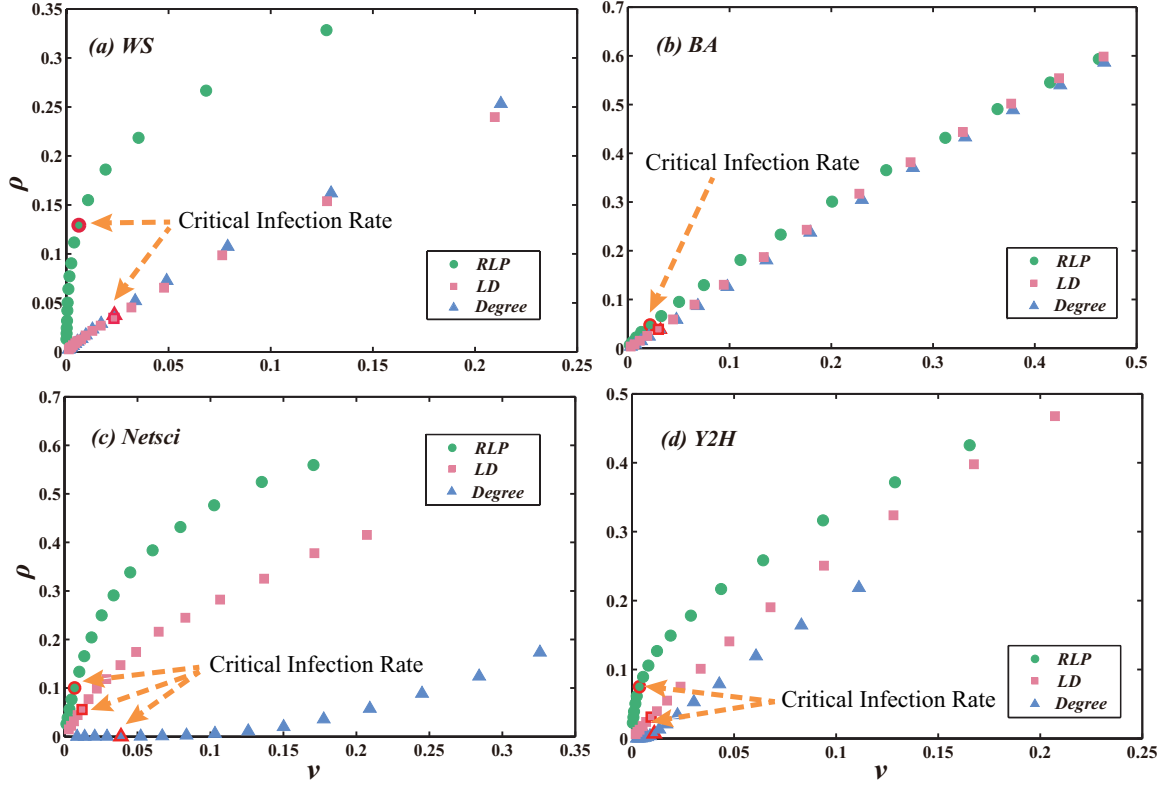 (a) WS
ρ
0.35
0.3
0.25
0.2
0.15
0.1
0.05
0
Critical Infection Rate
RLP
LD
Degree
0
0.05
0.1
0.15
0.2
0.25
(b) BA
0.7
0.6
0.5
0.4
0.3
0.2
0.1
0
Critical Infection Rate
RLP
LD
Degree
0
0.1
0.2
0.3
0.4
0.5
(c) Netsci
ρ
0.7
0.6
0.5
0.4
0.3
0.2
0.1
0
RLP
LD
Degree
Critical Infection Rate
0
0.05
0.1
0.15
0.2
0.25
0.3
0.35
ν
(d) Y2H
0.5
0.4
0.3
0.2
0.1
0
RLP
LD
Degree
Critical Infection Rate
0
0.05
0.1
0.15
0.2
0.25
ν